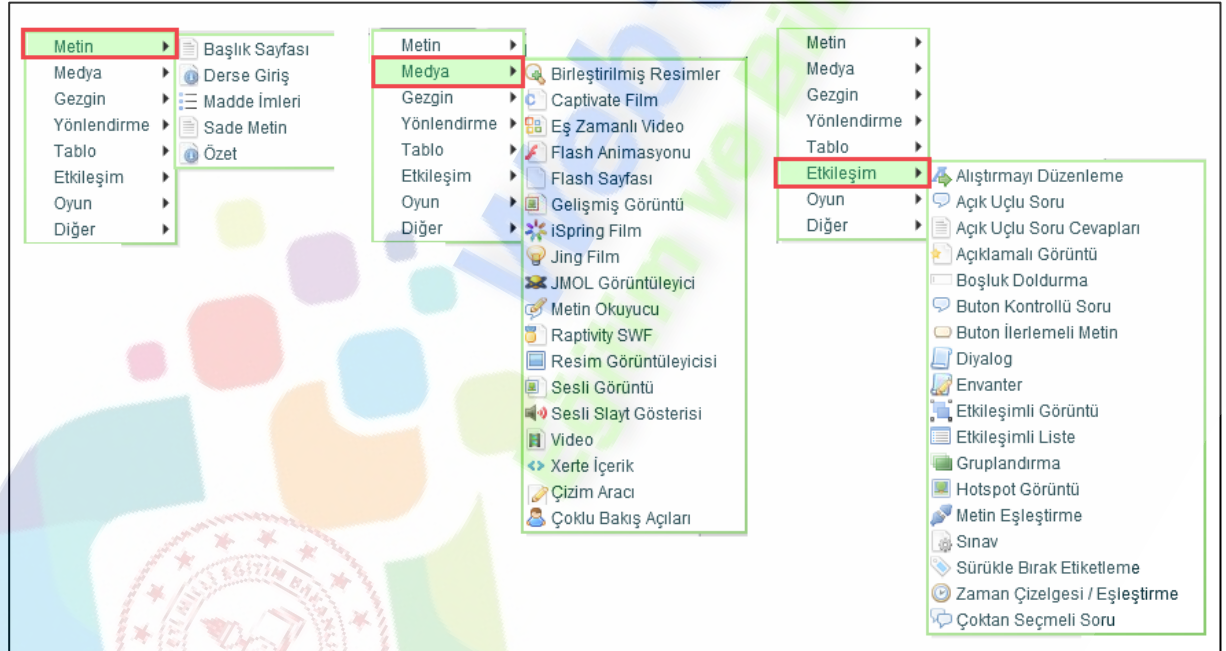 Metin
Medya
Gezgin
Yönlendirme
Tablo
Etkileşim
Oyun
Diğer
Başlık Sayfası
Derse Giriş
Madde İmleri
Sade Metin
Özet
Metin
Medya
Gezgin
Yönlendirme
Tablo
Etkileşim
Oyun
Diğer
Birleştirilmiş Resimler
Captivate Film
Eş Zamanlı Video
Flash Animasyonu
Flash Sayfası
Gelişmiş Görüntü
iSpring Film
Jing Film
JMOL Görüntüleyici
Metin Okuyucu
Raptivity SWF
Resim Görüntüleyicisi
Sesli Görüntü
Sesli Slayt Gösterisi
Video
Xerte İçerik
Çizim Aracı
Çoklu Bakış Açıları
Metin
Medya
Gezgin
Yönlendirme
Tablo
Etkileşim
Oyun
Diğer
Alıştırmayı Düzenleme
Açık Uçlu Soru
Açık Uçlu Soru Cevapları
Açıklamalı Görüntü
Boşluk Doldurma
Buton Kontrollü Soru
Buton İlerlemeli Metin
Diyalog
Envanter
Etkileşimli Görüntü
Etkileşimli Liste
Gruplandırma
Hotspot Görüntü
Metin Eşleştirme
Sınav
Sürükle Bırak Etiketleme
Zaman Çizelgesi / Eşleştirme
Çoktan Seçmeli Soru
Web
Eğitim ve